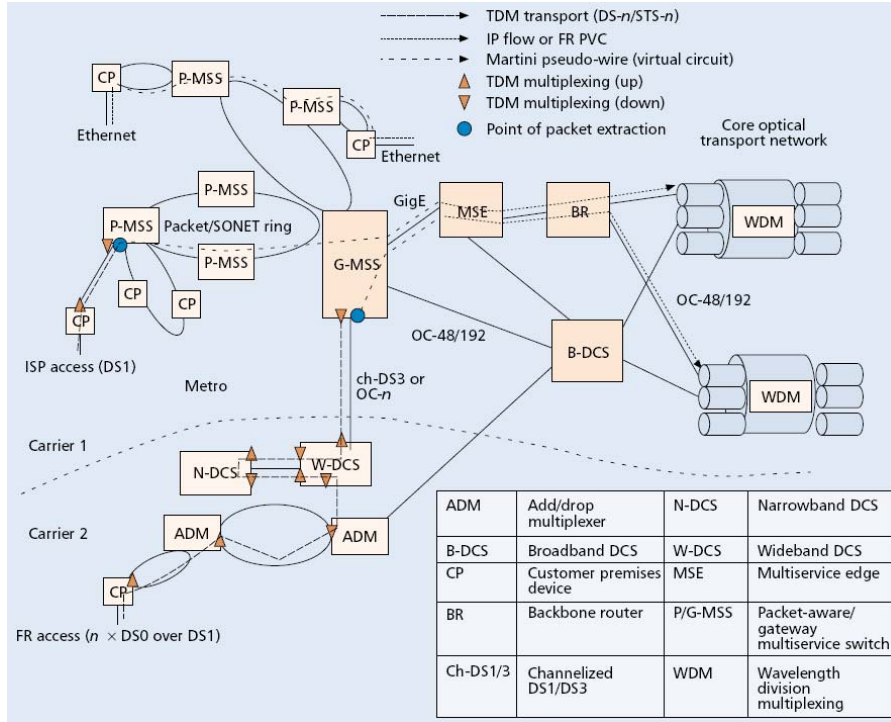 TDM transport (DS-n/STS-n)
IP flow or FR PVC
Martini pseudo-wire (virtual circuit)
TDM multiplexing (up)
TDM multiplexing (down)
Point of packet extraction
CP
P-MSS
P-MSS
CP
Ethernet
Ethernet
Core optical
transport network
P-MSS
P-MSS
Packet/SONET ring
P-MSS
CP
CP
CP
ISP access (DS1)
G-MSS
GigE
MSE
BR
WDM
OC-48/192
OC-48/192
B-DCS
WDM
Metro
ch-DS3 or
OC-n
Carrier 1
N-DCS
W-DCS
Carrier 2
ADM
ADM
CP
FR access (n × DS0 over DS1)
ADM
Add/drop
multiplexer
N-DCS
Narrowband DCS
B-DCS
Broadband DCS
W-DCS
Wideband DCS
CP
Customer premises
device
MSE
Multiservice edge
BR
Backbone router
P/G-MSS
Packet-aware/
gateway
multiservice switch
Ch-DS1/3
Channelized
DS1/DS3
WDM
Wavelength
division
multiplexing